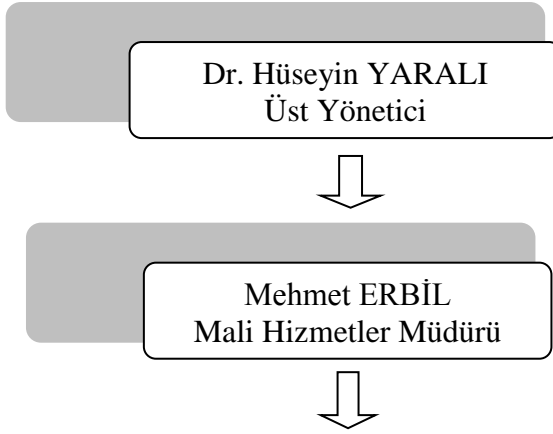 Dr. Hüseyin YARALI
Üst Yönetici
Mehmet ERBİL
Mali Hizmetler Müdürü